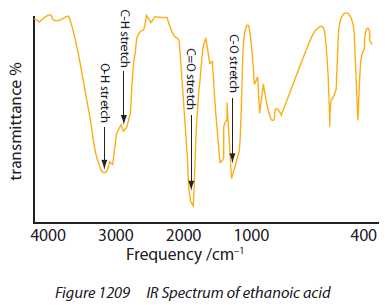 transmittance %
O-H stretch
C-H stretch
C=O stretch
C-O stretch
4000 3000 2000 1000 400
Frequency /cm⁻¹
Figure 1209 IR Spectrum of ethanoic acid